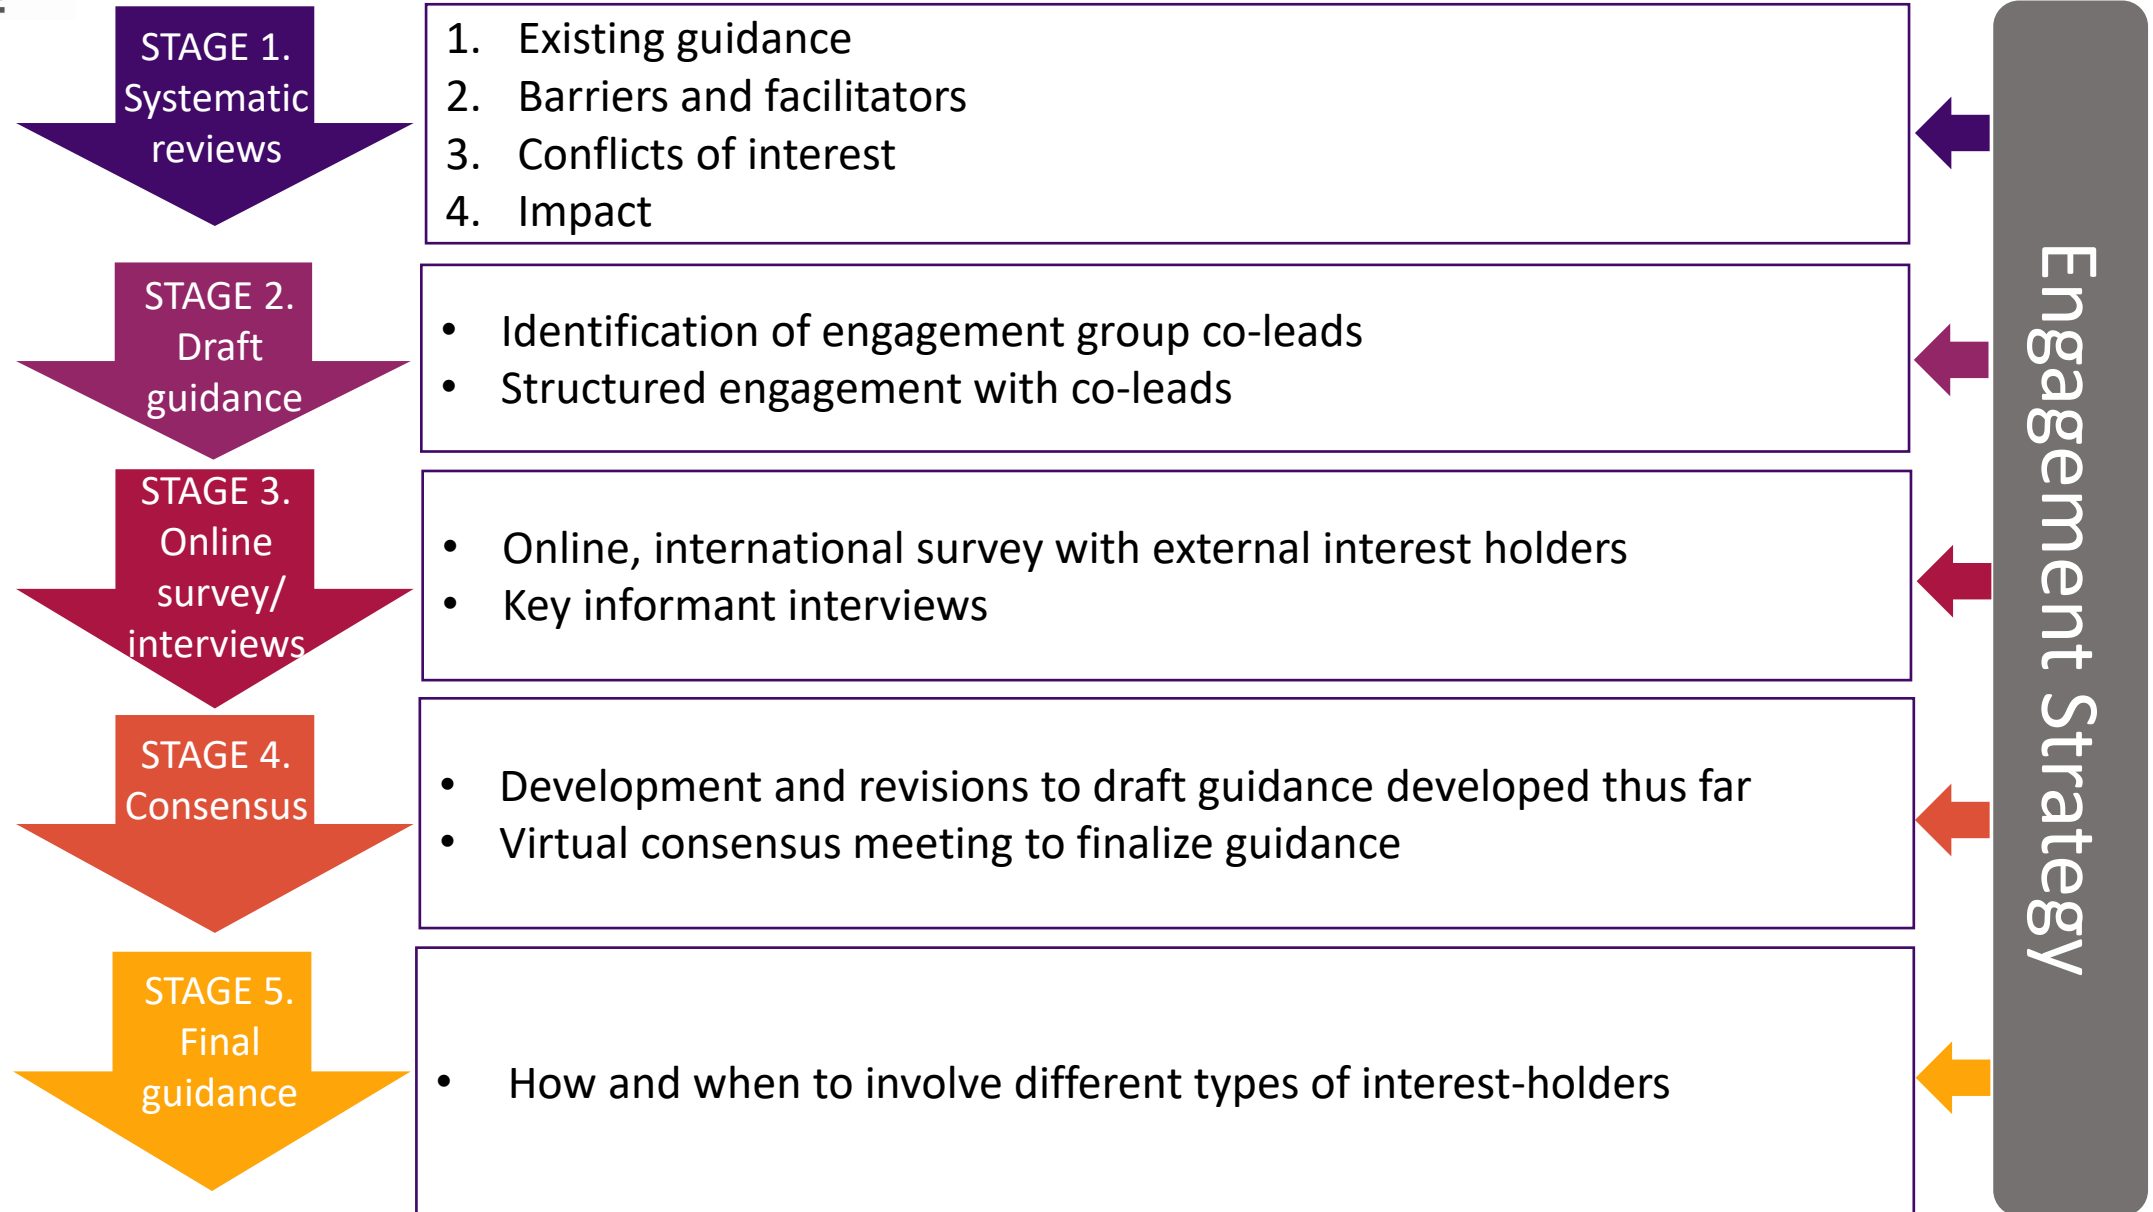 STAGE 1.
Systematic
reviews
1. Existing guidance
2. Barriers and facilitators
3. Conflicts of interest
4. Impact
STAGE 2.
Draft
guidance
• Identification of engagement group co-leads
• Structured engagement with co-leads
STAGE 3.
Online
survey/
interviews
• Online, international survey with external interest holders
• Key informant interviews
STAGE 4.
Consensus
• Development and revisions to draft guidance developed thus far
• Virtual consensus meeting to finalize guidance
STAGE 5.
Final
guidance
• How and when to involve different types of interest-holders
Engagement Strategy